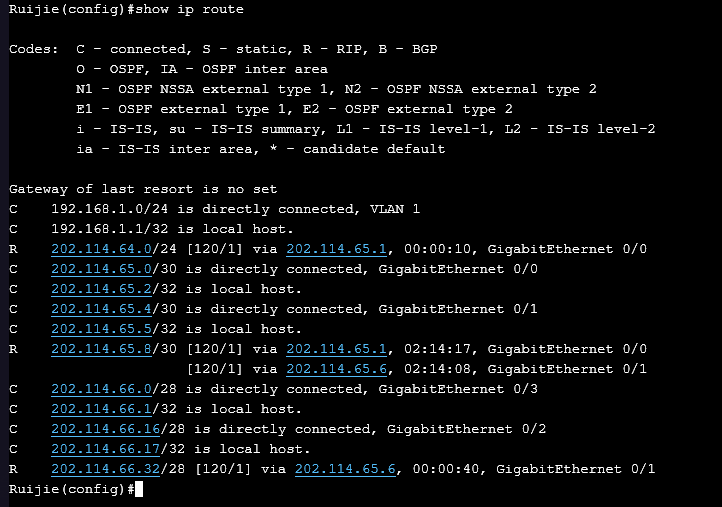 Ruijie(config)#show ip route
Codes:  C - connected, S - static, R - RIP, B - BGP
        O - OSPF, IA - OSPF inter area
        N1 - OSPF NSSA external type 1, N2 - OSPF NSSA external type 2
        E1 - OSPF external type 1, E2 - OSPF external type 2
        i - IS-IS, su - IS-IS summary, L1 - IS-IS level-1, L2 - IS-IS level-2
        ia - IS-IS inter area, * - candidate default
Gateway of last resort is no set
C    192.168.1.0/24 is directly connected, VLAN 1
C    192.168.1.1/32 is local host.
R    202.114.64.0/24 [120/1] via 202.114.65.1, 00:00:10, GigabitEthernet 0/0
C    202.114.65.0/30 is directly connected, GigabitEthernet 0/0
C    202.114.65.2/32 is local host.
C    202.114.65.4/30 is directly connected, GigabitEthernet 0/1
C    202.114.65.5/32 is local host.
R    202.114.65.8/30 [120/1] via 202.114.65.1, 02:14:17, GigabitEthernet 0/0
                     [120/1] via 202.114.65.6, 02:14:08, GigabitEthernet 0/1
C    202.114.66.0/28 is directly connected, GigabitEthernet 0/3
C    202.114.66.1/32 is local host.
C    202.114.66.16/28 is directly connected, GigabitEthernet 0/2
C    202.114.66.17/32 is local host.
R    202.114.66.32/28 [120/1] via 202.114.65.6, 00:00:40, GigabitEthernet 0/1
Ruijie(config)#